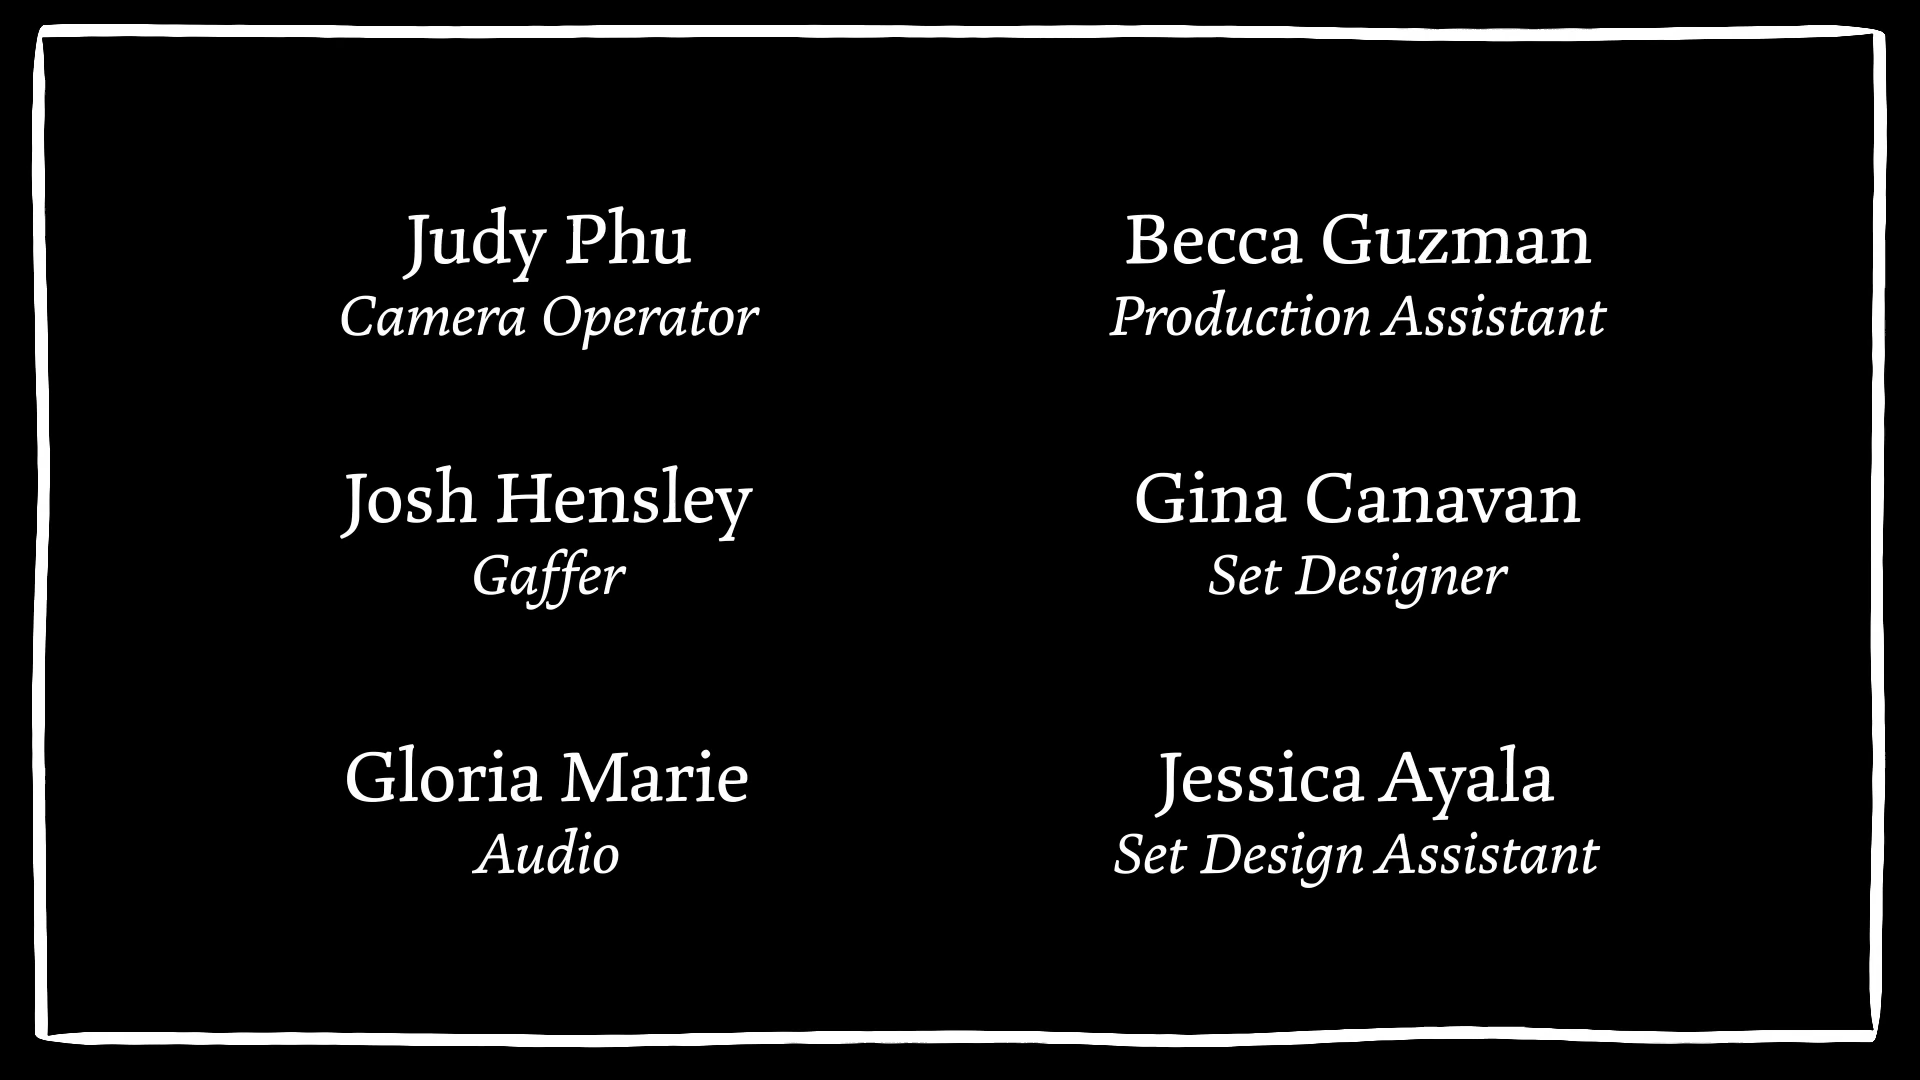 Judy Phu
Camera Operator
Josh Hensley
Gaffer
Gloria Marie
Audio
Becca Guzman
Production Assistant
Gina Canavan
Set Designer
Jessica Ayala
Set Design Assistant